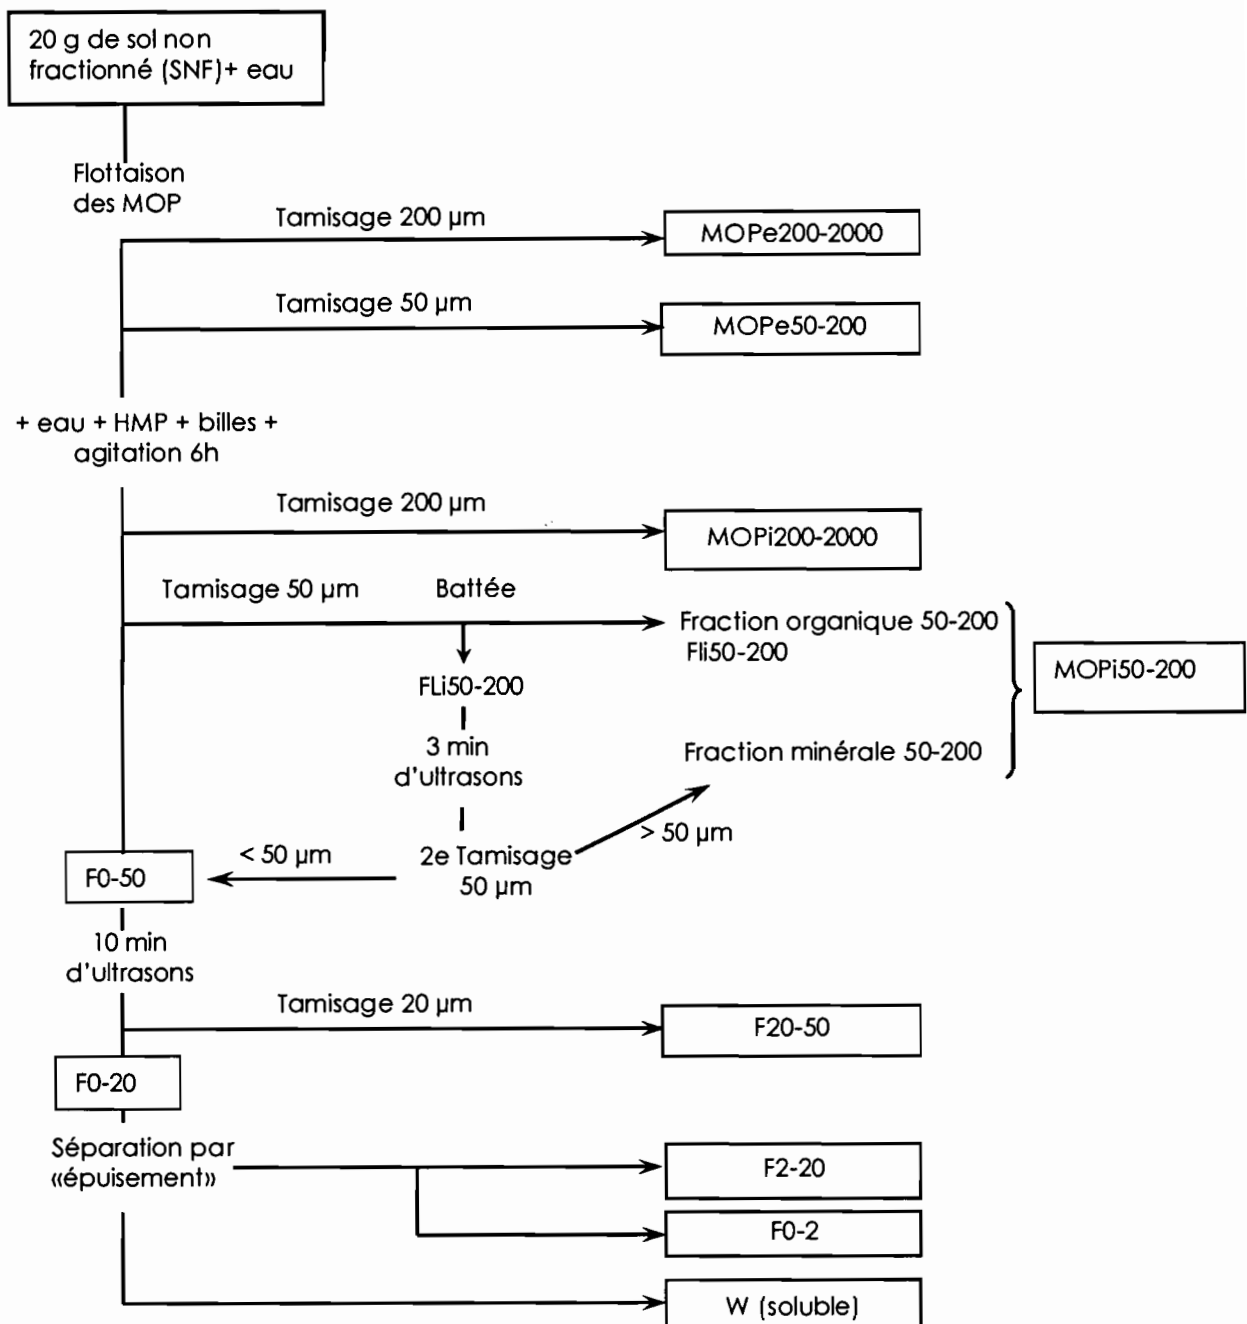 20 g de sol non
fractionné (SNF)+ eau
Flottaison
des MOP
Tamisage 200 µm
MOPe200-2000
Tamisage 50 µm
MOPe50-200
+ eau + HMP + billes +
agitation 6h
Tamisage 200 µm
MOPi200-2000
Tamisage 50 µm
Battée
Fraction organique 50-200
Fli50-200
MOPi50-200
FLi50-200
3 min
d'ultrasons
Fraction minérale 50-200
> 50 µm
< 50 µm
2e Tamisage
50 µm
F0-50
10 min
d'ultrasons
Tamisage 20 µm
F20-50
F0-20
Séparation par
«épuisement»
F2-20
F0-2
W (soluble)